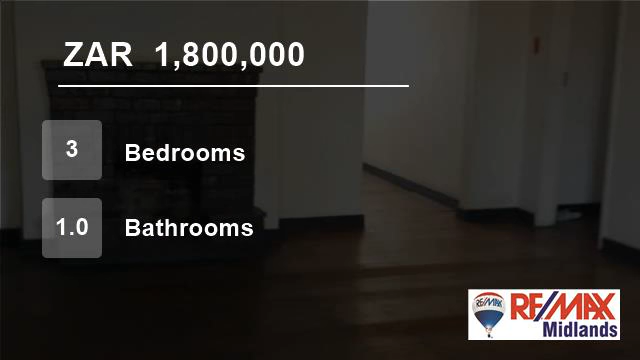 ZAR 1,800,000
3 Bedrooms
1.0 Bathrooms
RE/MAX
RE/MAX
Midlands